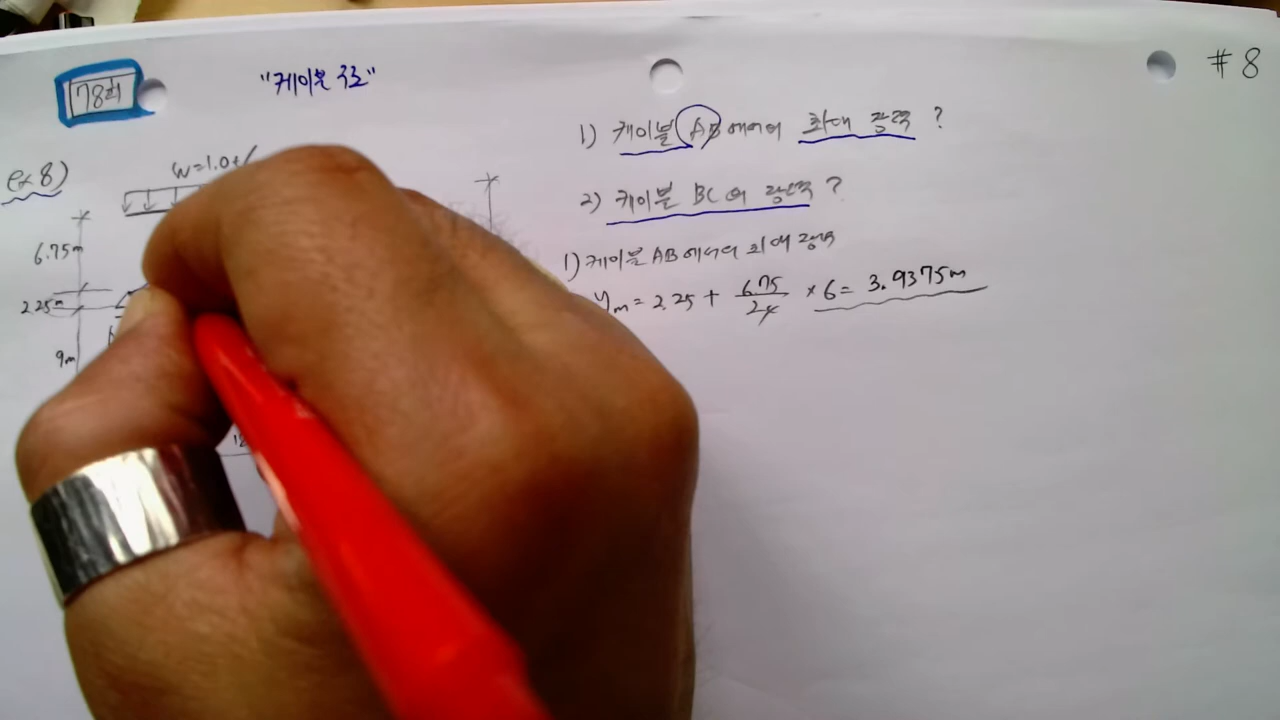 78회
"케이블 구조"
#8
ex 8)
w=1.0t/
6.75m
2.25m
9m
12
1) 케이블 AB에서의 최대 장력 ?
2) 케이블 BC의 장력 ?
1) 케이블 AB에서의 최대 장력
ym = 2.25 + 6.75/24 × 6 = 3.9375m